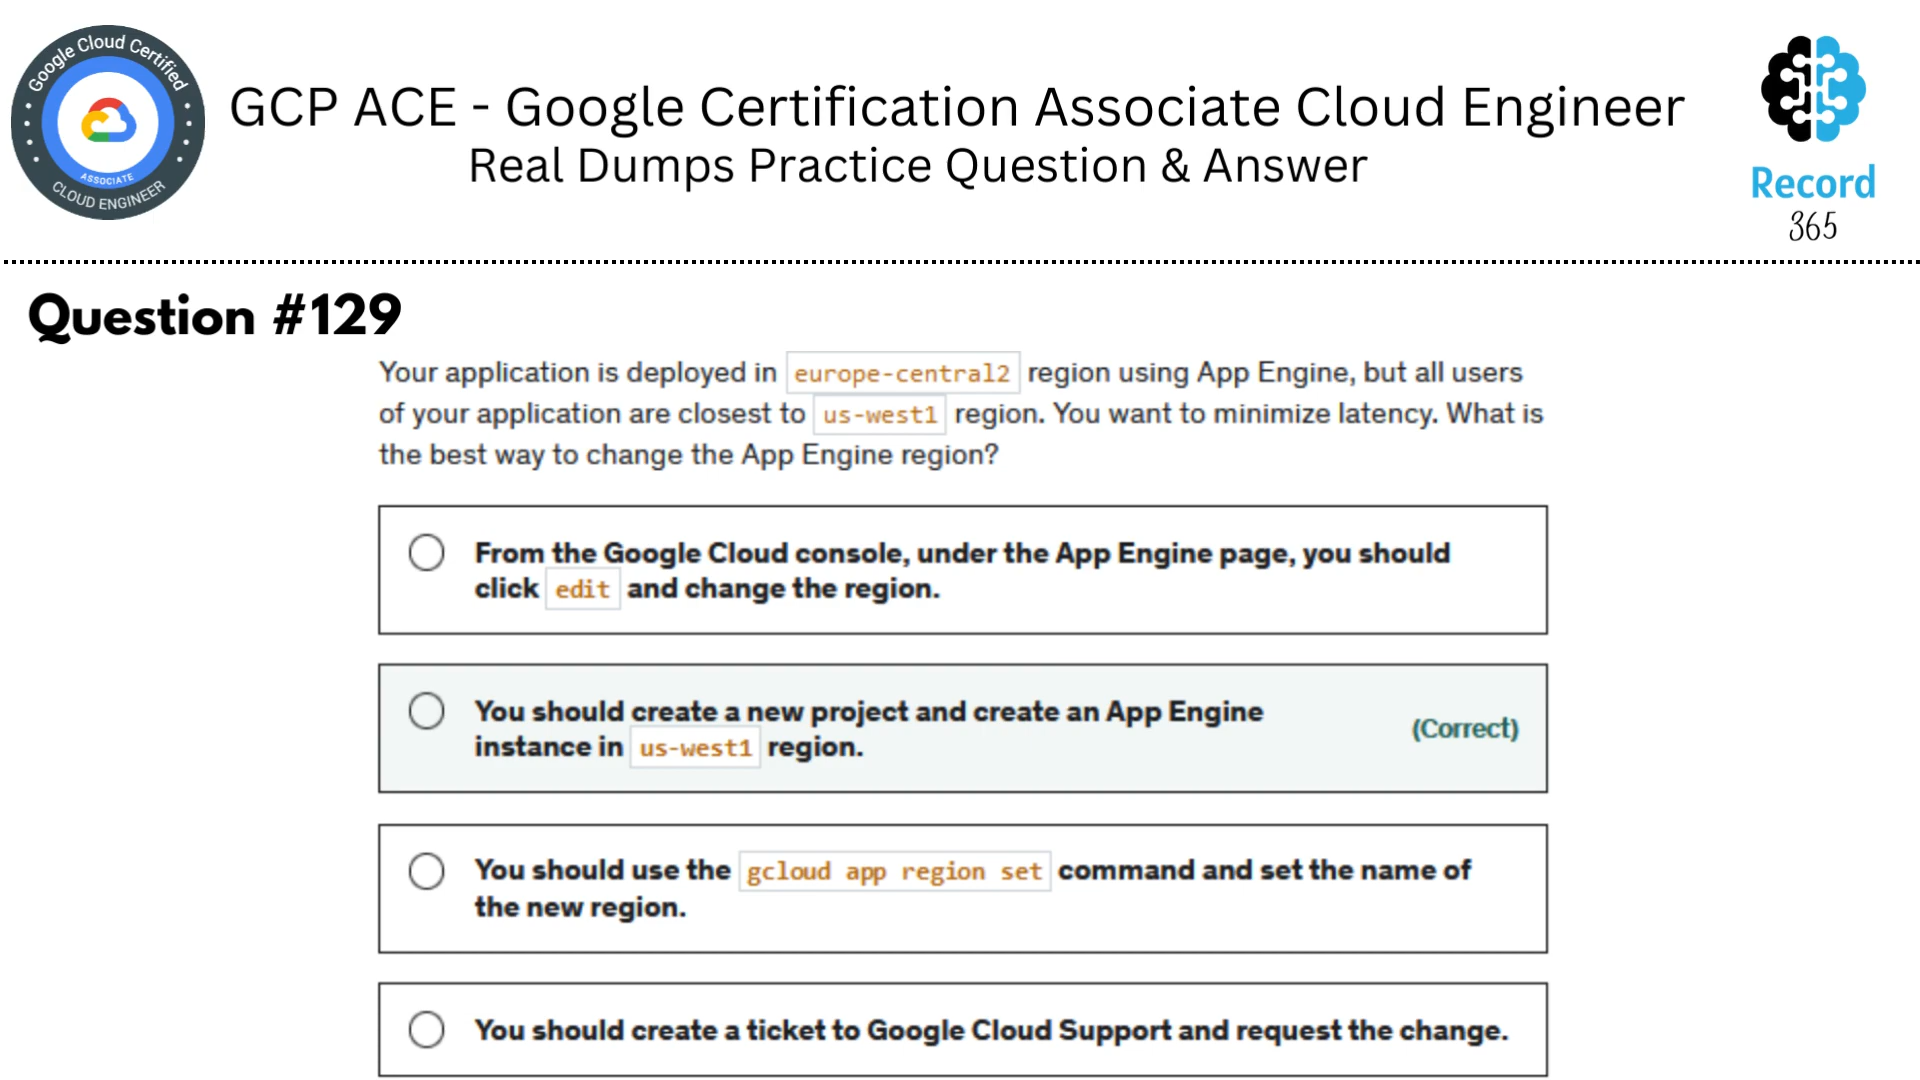 Google Cloud Certified
ASSOCIATE
CLOUD ENGINEER
GCP ACE - Google Certification Associate Cloud Engineer
Real Dumps Practice Question & Answer
Record
365
Question #129
Your application is deployed in europe-central2 region using App Engine, but all users
of your application are closest to us-west1 region. You want to minimize latency. What is
the best way to change the App Engine region?
From the Google Cloud console, under the App Engine page, you should
click edit and change the region.
You should create a new project and create an App Engine
instance in us-west1 region.
(Correct)
You should use the gcloud app region set command and set the name of
the new region.
You should create a ticket to Google Cloud Support and request the change.